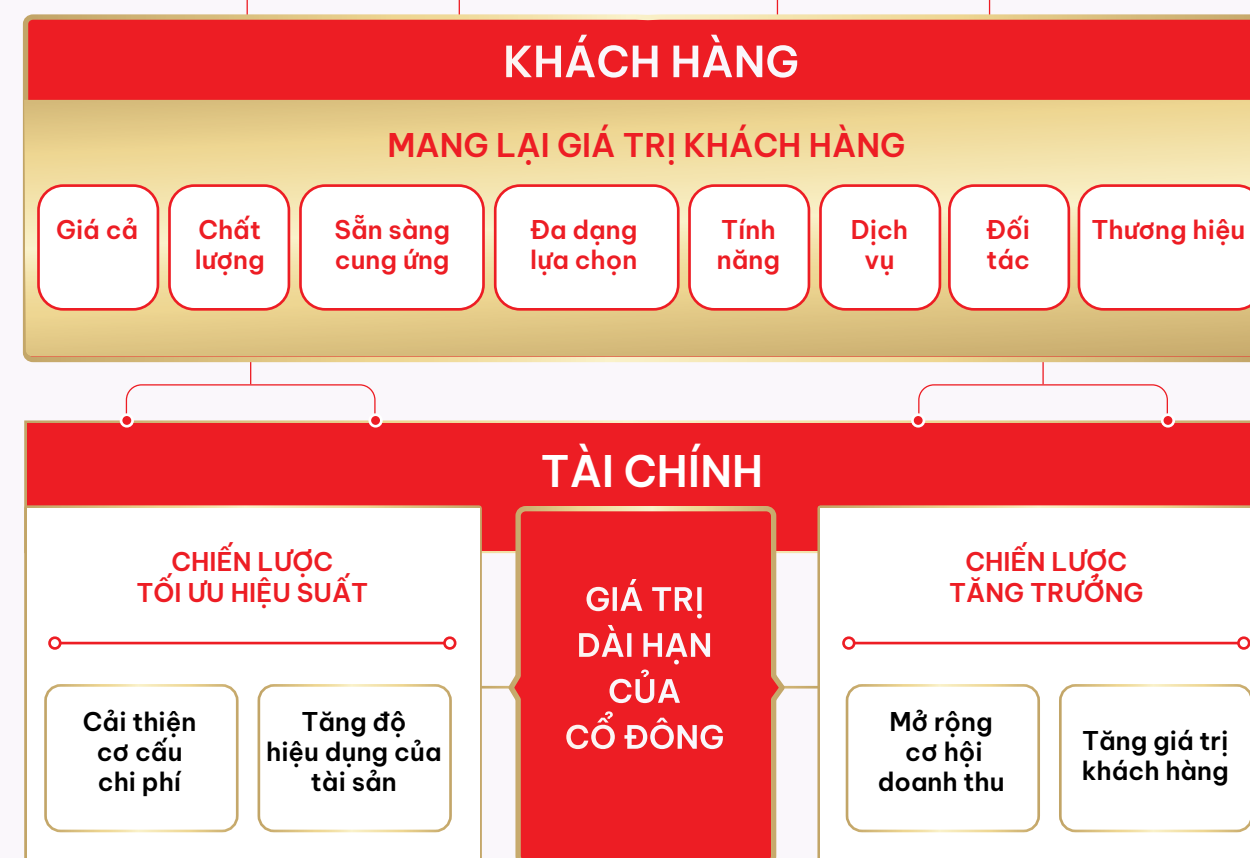 KHÁCH HÀNG
MANG LẠI GIÁ TRỊ KHÁCH HÀNG
Giá cả
Chất
lượng
Sẵn sàng
cung ứng
Đa dạng
lựa chọn
Tính
năng
Dịch
vụ
Đối
tác
Thương hiệu
TÀI CHÍNH
CHIẾN LƯỢC
TỐI ƯU HIỆU SUẤT
Cải thiện
cơ cấu
chi phí
Tăng độ
hiệu dụng của
tài sản
GIÁ TRỊ
DÀI HẠN
CỦA
CỔ ĐÔNG
CHIẾN LƯỢC
TĂNG TRƯỞNG
Mở rộng
cơ hội
doanh thu
Tăng giá trị
khách hàng